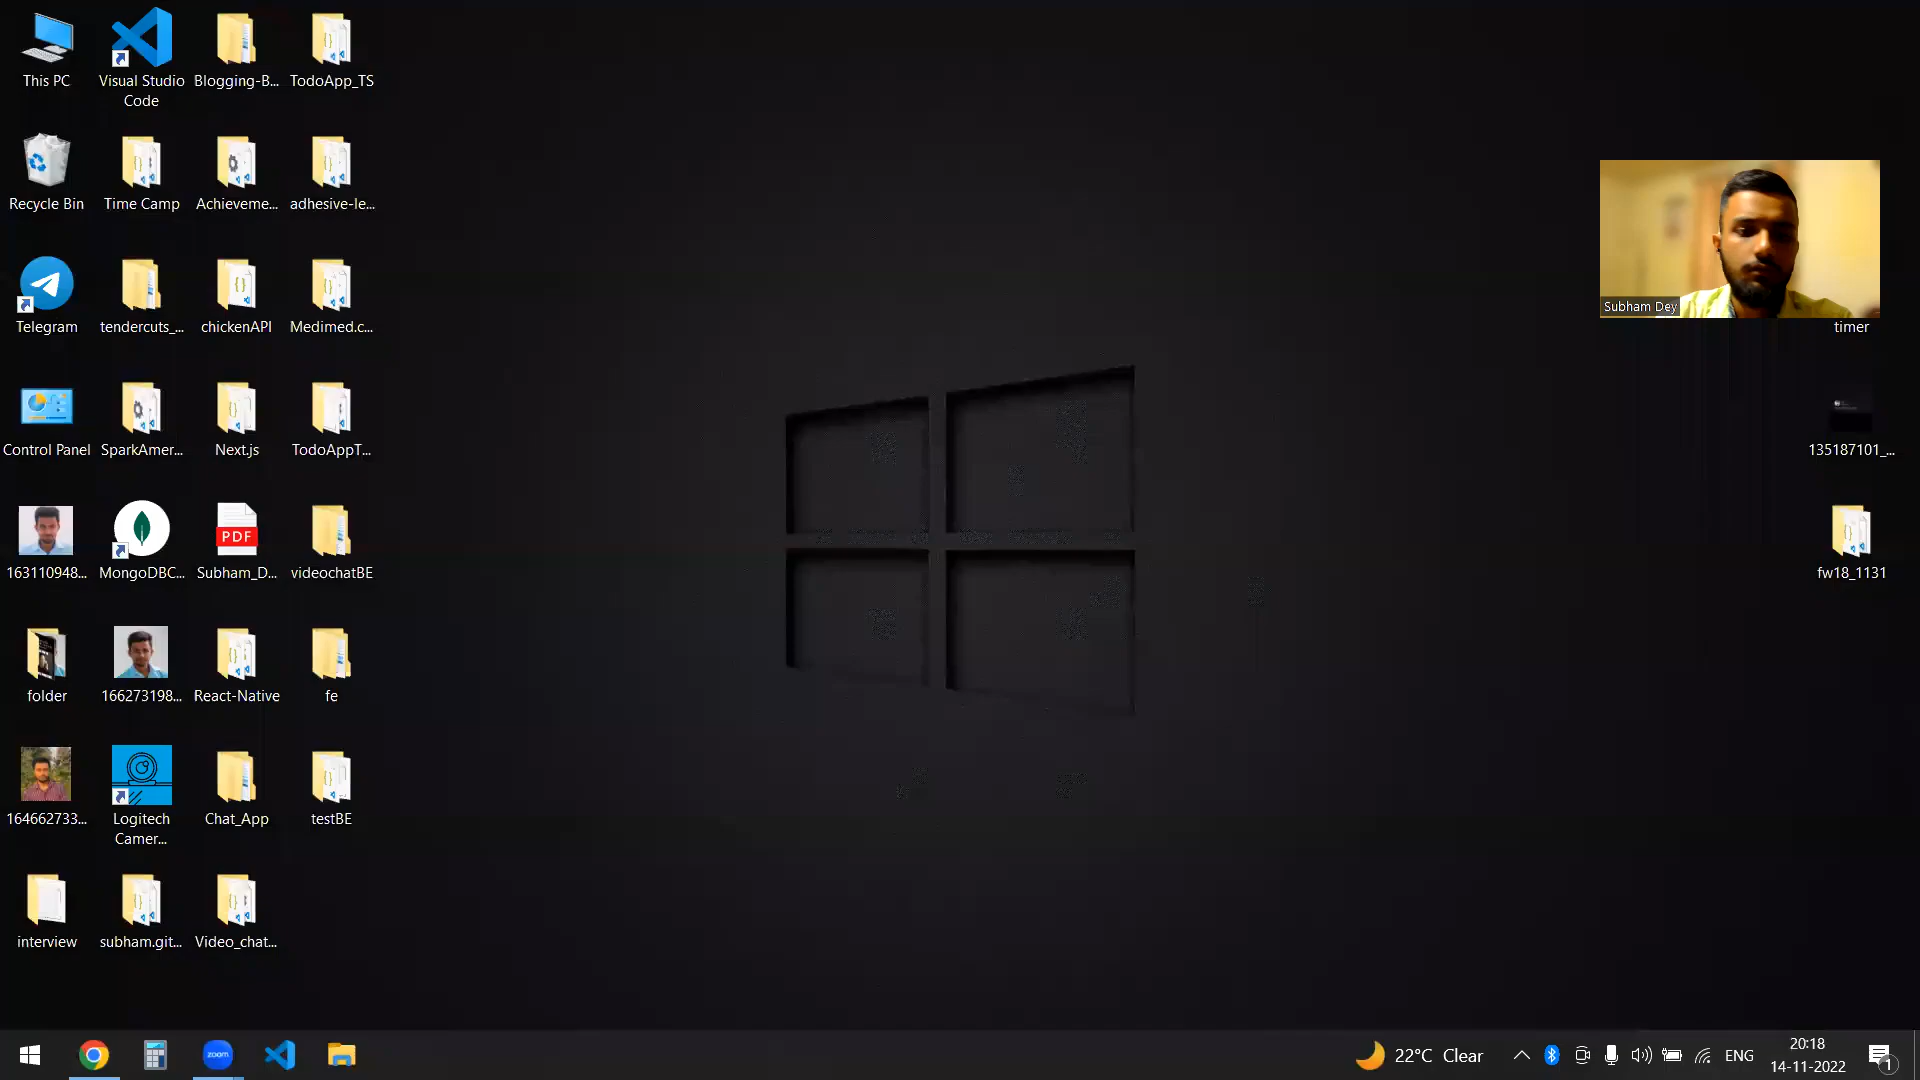 This PC
Visual Studio
Code
Blogging-B...
TodoApp_TS
Recycle Bin
Time Camp
Achieveme...
adhesive-le...
Telegram
tendercuts_...
chickenAPI
Medimed.c...
Control Panel
SparkAmer...
Next.js
TodoAppT...
163110948...
MongoDBC...
PDF
Subham_D...
videochatBE
folder
166273198...
React-Native
fe
164662733...
Logitech
Camer...
Chat_App
testBE
interview
subham.git...
Video_chat...
Subham Dey
timer
135187101_...
fw18_1131
zoom
22°C Clear
ENG
20:18
14-11-2022
1